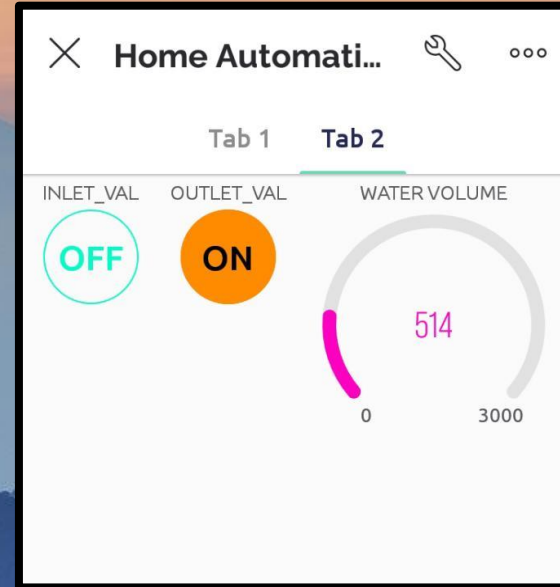 Home Automati...
Tab 1 Tab 2
INLET_VAL OUTLET_VAL WATER VOLUME
OFF ON
514
0 3000